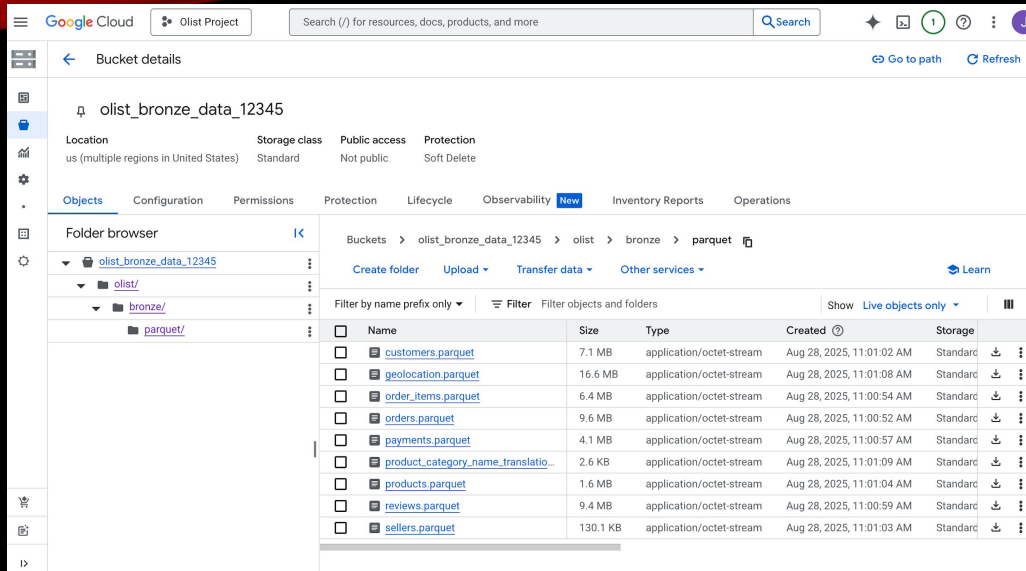 Google Cloud Olist Project Search (/) for resources, docs, products, and more Search 1
Bucket details Go to path Refresh
olist_bronze_data_12345
Location Storage class Public access Protection
us (multiple regions in United States) Standard Not public Soft Delete
Objects Configuration Permissions Protection Lifecycle Observability New Inventory Reports Operations
Folder browser
olist_bronze_data_12345
olist/
bronze/
parquet/
Buckets > olist_bronze_data_12345 > olist > bronze > parquet
Create folder Upload Transfer data Other services Learn
Filter by name prefix only Filter Filter objects and folders Show Live objects only
Name Size Type Created Storage
customers.parquet 7.1 MB application/octet-stream Aug 28, 2025, 11:01:02 AM Standard
geolocation.parquet 16.6 MB application/octet-stream Aug 28, 2025, 11:01:08 AM Standard
order_items.parquet 6.4 MB application/octet-stream Aug 28, 2025, 11:00:54 AM Standard
orders.parquet 9.6 MB application/octet-stream Aug 28, 2025, 11:00:52 AM Standard
payments.parquet 4.1 MB application/octet-stream Aug 28, 2025, 11:00:57 AM Standard
product_category_name_translatio... 2.6 KB application/octet-stream Aug 28, 2025, 11:01:09 AM Standard
products.parquet 1.6 MB application/octet-stream Aug 28, 2025, 11:01:04 AM Standard
reviews.parquet 9.4 MB application/octet-stream Aug 28, 2025, 11:00:59 AM Standard
sellers.parquet 130.1 KB application/octet-stream Aug 28, 2025, 11:01:03 AM Standard